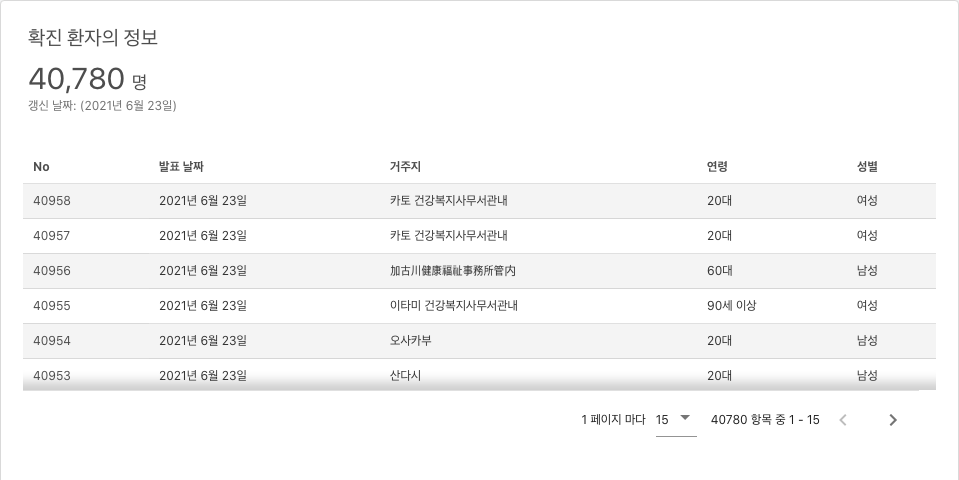 확진 환자의 정보
40,780 명
갱신 날짜: (2021년 6월 23일)
No 발표 날짜 거주지 연령 성별
40958 2021년 6월 23일 카토 건강복지사무서관내 20대 여성
40957 2021년 6월 23일 카토 건강복지사무서관내 20대 여성
40956 2021년 6월 23일 加古川健康福祉事務所管内 60대 남성
40955 2021년 6월 23일 이타미 건강복지사무서관내 90세 이상 여성
40954 2021년 6월 23일 오사카부 20대 남성
40953 2021년 6월 23일 산다시 20대 남성
1 페이지 마다 15 40780 항목 중 1 - 15